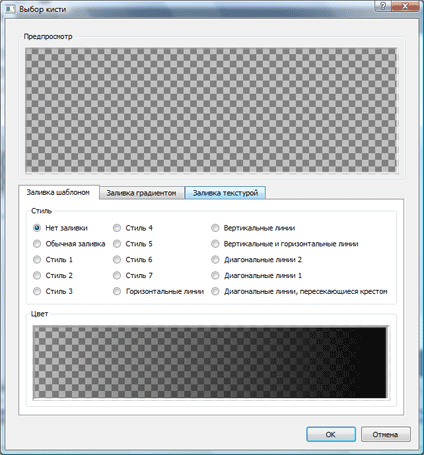 Выбор кисти
Предпросмотр
Заливка шаблоном Заливка градиентом Заливка текстурой
Стиль
Нет заливки Стиль 4 Вертикальные линии
Обычная заливка Стиль 5 Вертикальные и горизонтальные линии
Стиль 1 Стиль 6 Диагональные линии 2
Стиль 2 Стиль 7 Диагональные линии 1
Стиль 3 Горизонтальные линии Диагональные линии, пересекающиеся крестом
Цвет
OK Отмена